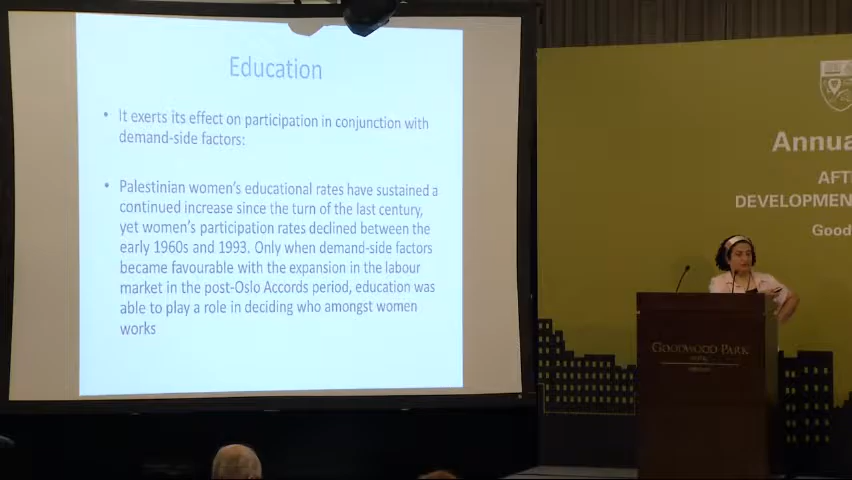 Education
• It exerts its effect on participation in conjunction with
demand-side factors:
• Palestinian women's educational rates have sustained a
continued increase since the turn of the last century,
yet women's participation rates declined between the
early 1960s and 1993. Only when demand-side factors
became favourable with the expansion in the labour
market in the post-Oslo Accords period, education was
able to play a role in deciding who amongst women
works
Annua
AFT
DEVELOPMEN
Good
GOODWOOD PARK